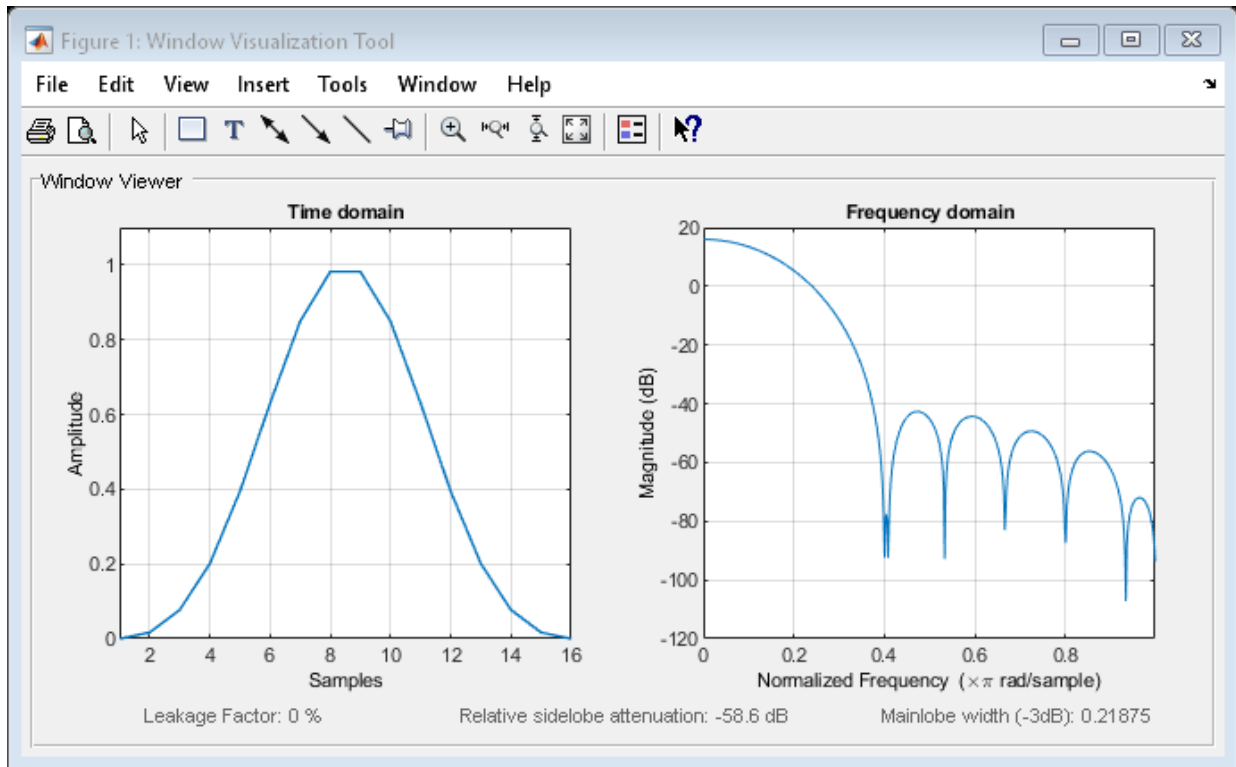 Figure 1: Window Visualization Tool
File Edit View Insert Tools Window Help
T
?
Window Viewer
Time domain
1
0.8
0.6
0.4
0.2
0
Amplitude
2 4 6 8 10 12 14 16
Samples
Frequency domain
20
0
-20
-40
-60
-80
-100
-120
Magnitude (dB)
0 0.2 0.4 0.6 0.8
Normalized Frequency (×π rad/sample)
Leakage Factor: 0 % Relative sidelobe attenuation: -58.6 dB Mainlobe width (-3dB): 0.21875